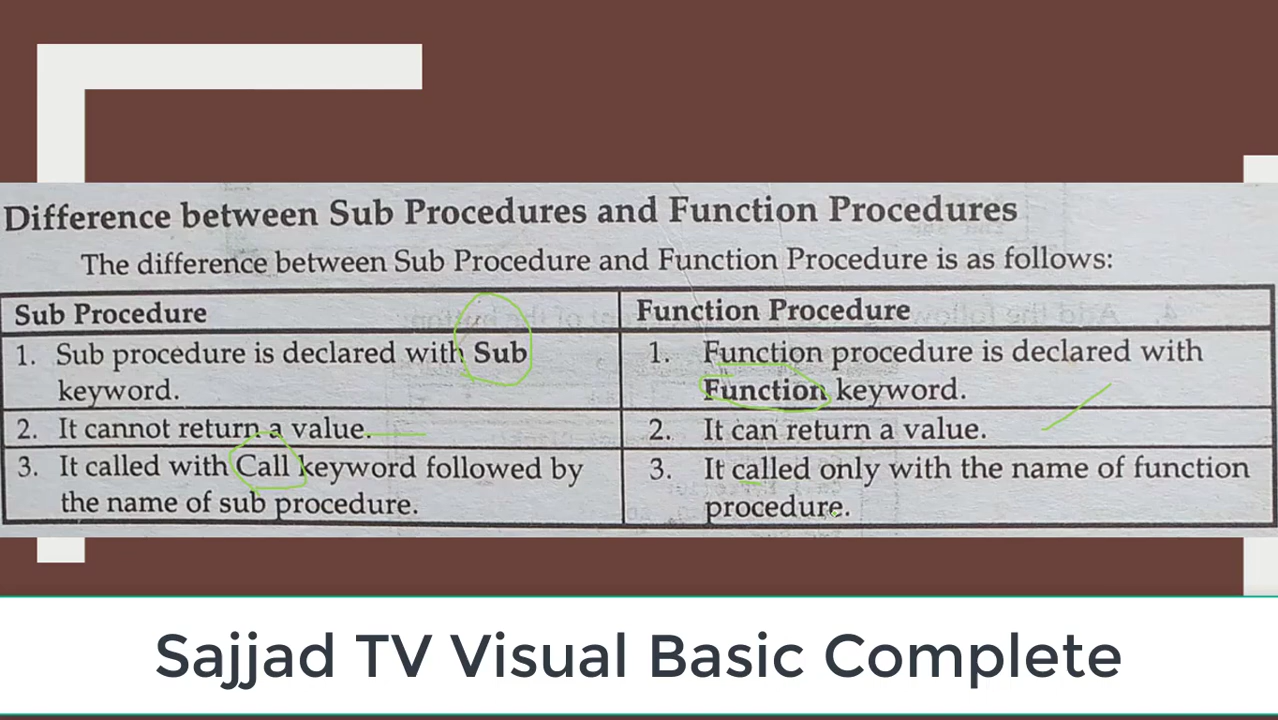 Difference between Sub Procedures and Function Procedures
The difference between Sub Procedure and Function Procedure is as follows:
Sub Procedure
Function Procedure
1. Sub procedure is declared with Sub
keyword.
1. Function procedure is declared with
Function keyword.
2. It cannot return a value.
2. It can return a value.
3. It called with Call keyword followed by
the name of sub procedure.
3. It called only with the name of function
procedure.
Sajjad TV Visual Basic Complete